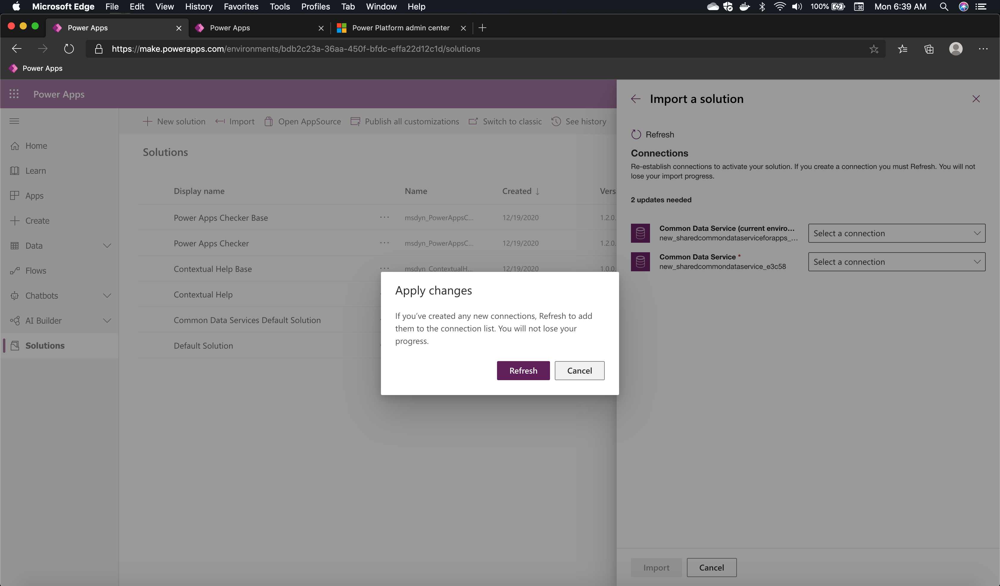 Microsoft Edge File Edit View History Favorites Tools Profiles Tab Window Help 100% Mon 6:39 AM
Power Apps Power Apps Power Platform admin center
https://make.powerapps.com/environments/bdb2c23a-36aa-450f-bfdc-effa22d12c1d/solutions
Power Apps
Power Apps
New solution Import Open AppSource Publish all customizations Switch to classic See history
Home
Learn
Apps
Create
Data
Flows
Chatbots
AI Builder
Solutions
Solutions
Display name Name Created Vers
Power Apps Checker Base ··· msdyn_PowerAppsC... 12/19/2020 1.2.0.
Power Apps Checker ··· msdyn_PowerAppsC... 12/19/2020 1.2.0.
Contextual Help Base ··· msdyn_ContextualH... 12/19/2020 1.0.0.
Contextual Help
Common Data Services Default Solution
Default Solution
Apply changes
If you’ve created any new connections, Refresh to add
them to the connection list. You will not lose your
progress.
Refresh Cancel
Import a solution
Refresh
Connections
Re-establish connections to activate your solution. If you create a connection you must Refresh. You will not
lose your import progress.
2 updates needed
Common Data Service (current enviro...
new_sharedcommondataserviceforapps_...
Select a connection
Common Data Service *
new_sharedcommondataservice_e3c58
Select a connection
Import Cancel